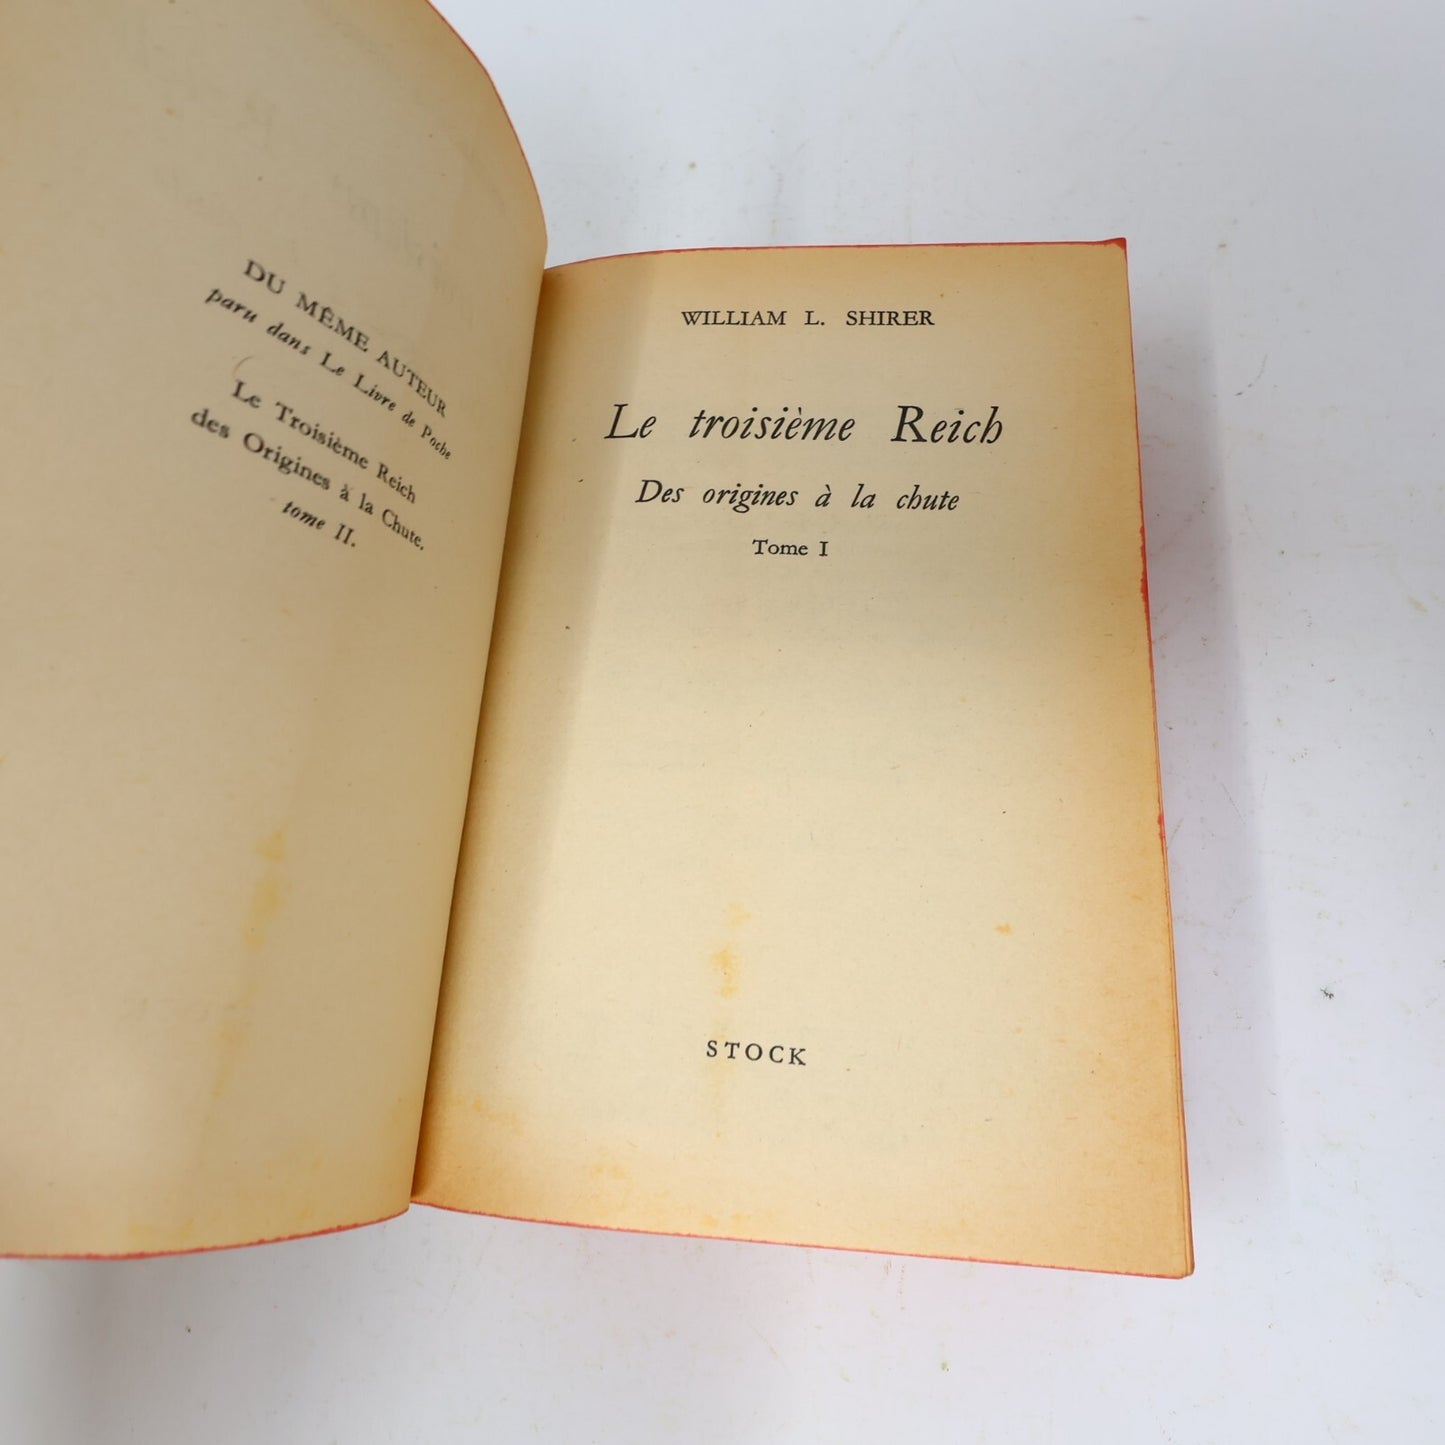 DU MÊME AUTEUR
paru dans Le Livre de Poche
Le Troisième Reich
des Origines à la Chute.
tome II.
WILLIAM L. SHIRER
Le troisième Reich
Des origines à la chute
Tome I
STOCK